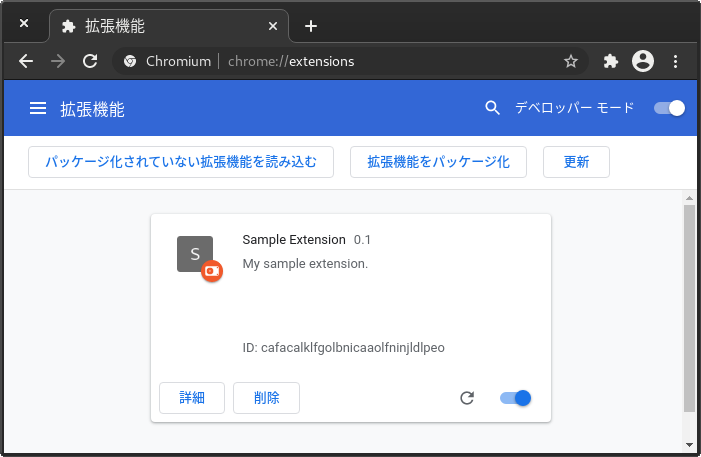 拡張機能
Chromium chrome://extensions
拡張機能 デベロッパー モード
パッケージ化されていない拡張機能を読み込む 拡張機能をパッケージ化 更新
S
Sample Extension 0.1
My sample extension.
ID: cafacalklfgolbnicaaolfninjldlpeo
詳細 削除